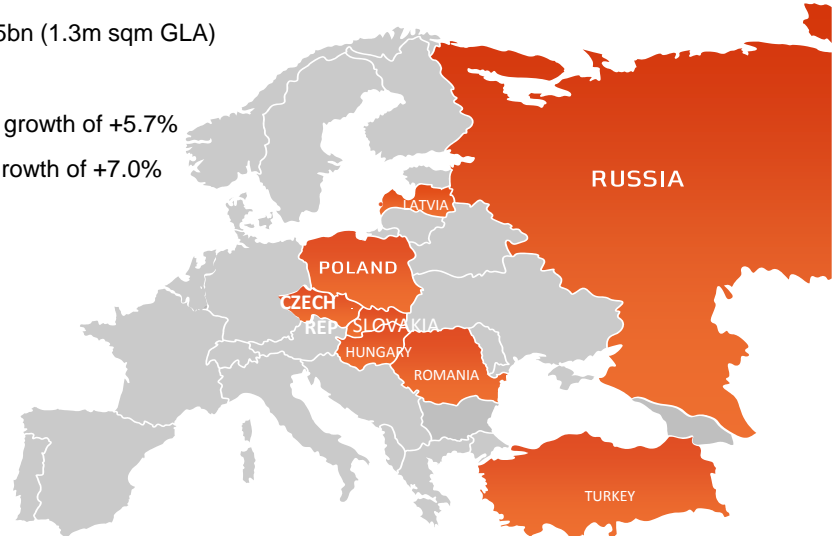 5bn (1.3m sqm GLA)
growth of +5.7%
rowth of +7.0%
RUSSIA
LATVIA
POLAND
CZECH
REP
SLOVAKIA
HUNGARY
ROMANIA
TURKEY